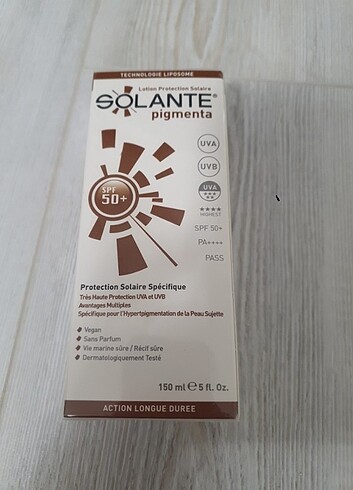 TECHNOLOGIE LIPOSOME
Lotion Protection Solaire
SOLANTE®
pigmenta
UVA
UVB
SPF
50+
UVA
HIGHEST
SPF 50+
PA++++
PASS
Protection Solaire Spécifique
Très Haute Protection UVA et UVB
Avantages Multiples
Spécifique pour l'Hypertpigmentation de la Peau Sujette
Vegan
Sans Parfum
Vie marine sûre / Récif sûre
Dermatologiquement Testé
150 ml e 5 fl. Oz.
ACTION LONGUE DUREE